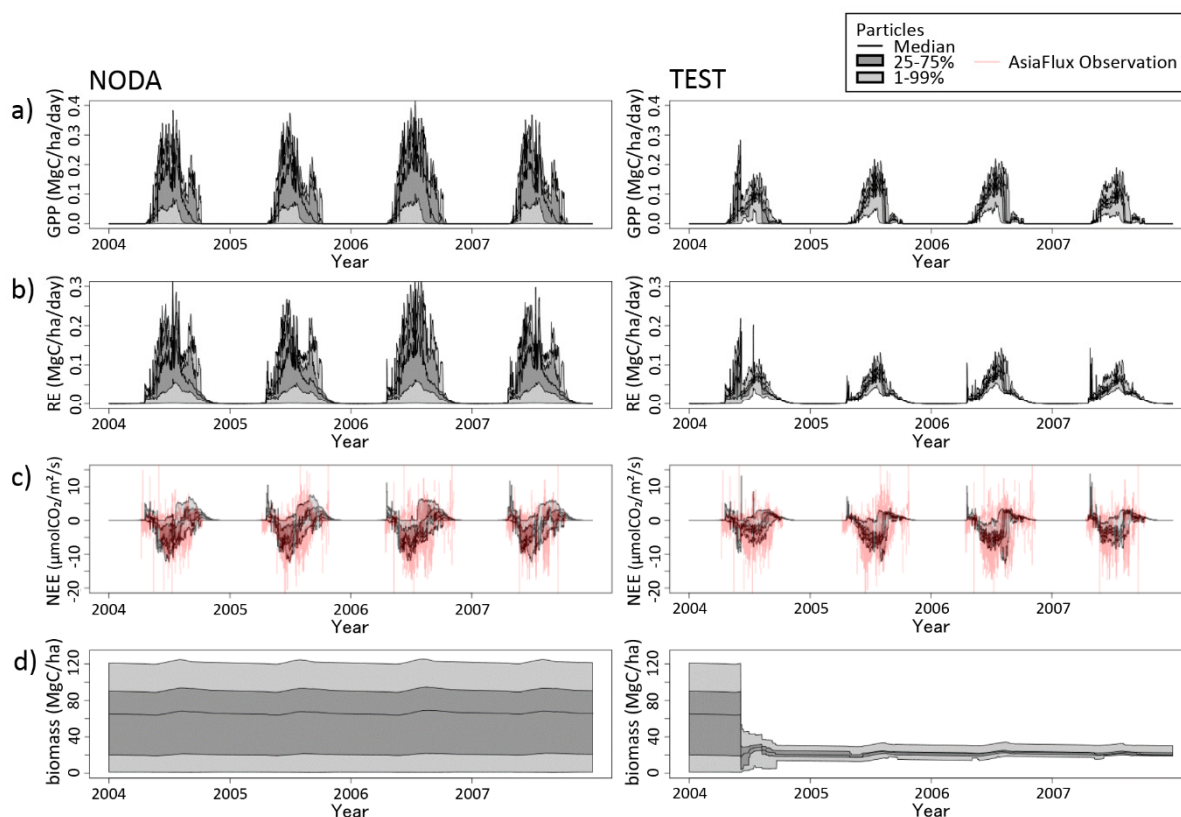 Particles
Median
25-75%
1-99%
AsiaFlux Observation
NODA
TEST
a)
GPP (MgC/ha/day)
0.0 0.1 0.2 0.3 0.4
2004 2005 2006 2007
Year
GPP (MgC/ha/day)
0.0 0.1 0.2 0.3 0.4
2004 2005 2006 2007
Year
b)
RE (MgC/ha/day)
0.0 0.1 0.2 0.3
2004 2005 2006 2007
Year
RE (MgC/ha/day)
0.0 0.1 0.2 0.3
2004 2005 2006 2007
Year
c)
NEE (μmolCO₂/m²/s)
-20 -10 0 10
2004 2005 2006 2007
Year
NEE (μmolCO₂/m²/s)
-20 -10 0 10
2004 2005 2006 2007
Year
d)
biomass (MgC/ha)
0 40 80 120
2004 2005 2006 2007
Year
biomass (MgC/ha)
0 40 80 120
2004 2005 2006 2007
Year